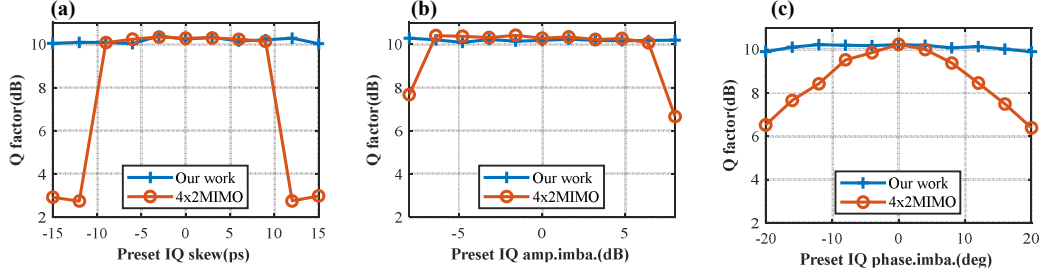 (a)
Q factor(dB)
10
8
6
4
2
Our work
4x2MIMO
-15 -10 -5 0 5 10 15
Preset IQ skew(ps)
(b)
Q factor(dB)
10
8
6
4
2
Our work
4x2MIMO
-5 0 5
Preset IQ amp.imba.(dB)
(c)
Q factor(dB)
10
8
6
4
2
Our work
4x2MIMO
-20 -10 0 10 20
Preset IQ phase.imba.(deg)